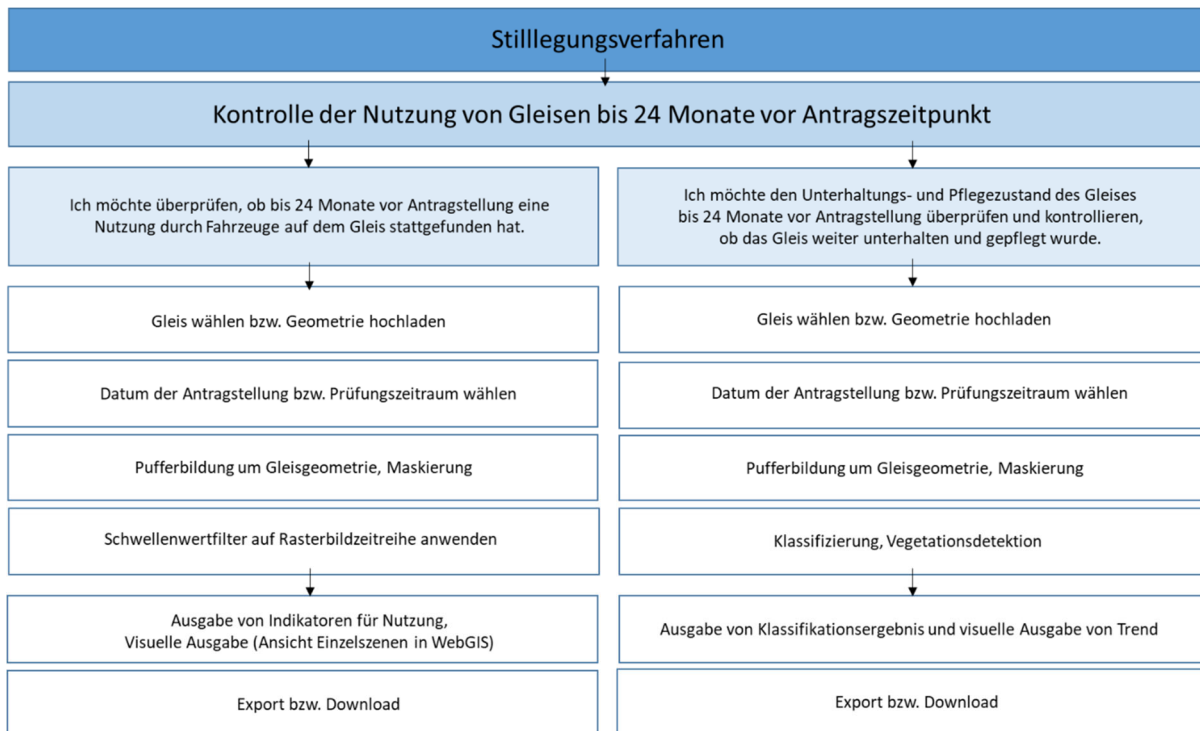 Stilllegungsverfahren
Kontrolle der Nutzung von Gleisen bis 24 Monate vor Antragszeitpunkt
Ich möchte überprüfen, ob bis 24 Monate vor Antragstellung eine
Nutzung durch Fahrzeuge auf dem Gleis stattgefunden hat.
Gleis wählen bzw. Geometrie hochladen
Datum der Antragstellung bzw. Prüfungszeitraum wählen
Pufferbildung um Gleisgeometrie, Maskierung
Schwellenwertfilter auf Rasterbildzeitreihe anwenden
Ausgabe von Indikatoren für Nutzung,
Visuelle Ausgabe (Ansicht Einzelszenen in WebGIS)
Export bzw. Download
Ich möchte den Unterhaltungs- und Pflegezustand des Gleises
bis 24 Monate vor Antragstellung überprüfen und kontrollieren,
ob das Gleis weiter unterhalten und gepflegt wurde.
Gleis wählen bzw. Geometrie hochladen
Datum der Antragstellung bzw. Prüfungszeitraum wählen
Pufferbildung um Gleisgeometrie, Maskierung
Klassifizierung, Vegetationsdetektion
Ausgabe von Klassifikationsergebnis und visuelle Ausgabe von Trend
Export bzw. Download